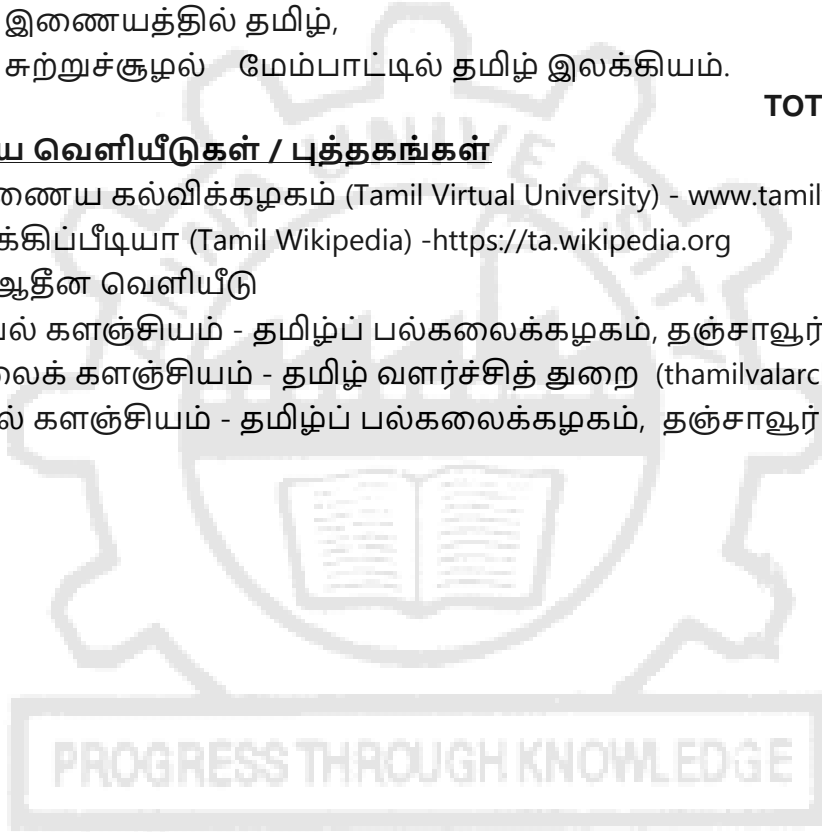 இணையத்தில் தமிழ்,
சுற்றுச்சூழல் மேம்பாட்டில் தமிழ் இலக்கியம்.
TOT
ய வெளியீடுகள் / புத்தகங்கள்
ணைய கல்விக்கழகம் (Tamil Virtual University) - www.tamil
க்கிப்பீடியா (Tamil Wikipedia) -https://ta.wikipedia.org
ஆதீன வெளியீடு
பல் களஞ்சியம் - தமிழ்ப் பல்கலைக்கழகம், தஞ்சாவூர்
லைக் களஞ்சியம் - தமிழ் வளர்ச்சித் துறை (thamilvalarc
ல் களஞ்சியம் - தமிழ்ப் பல்கலைக்கழகம், தஞ்சாவூர்
UNIVERSITY
PROGRESS THROUGH KNOWLEDGE